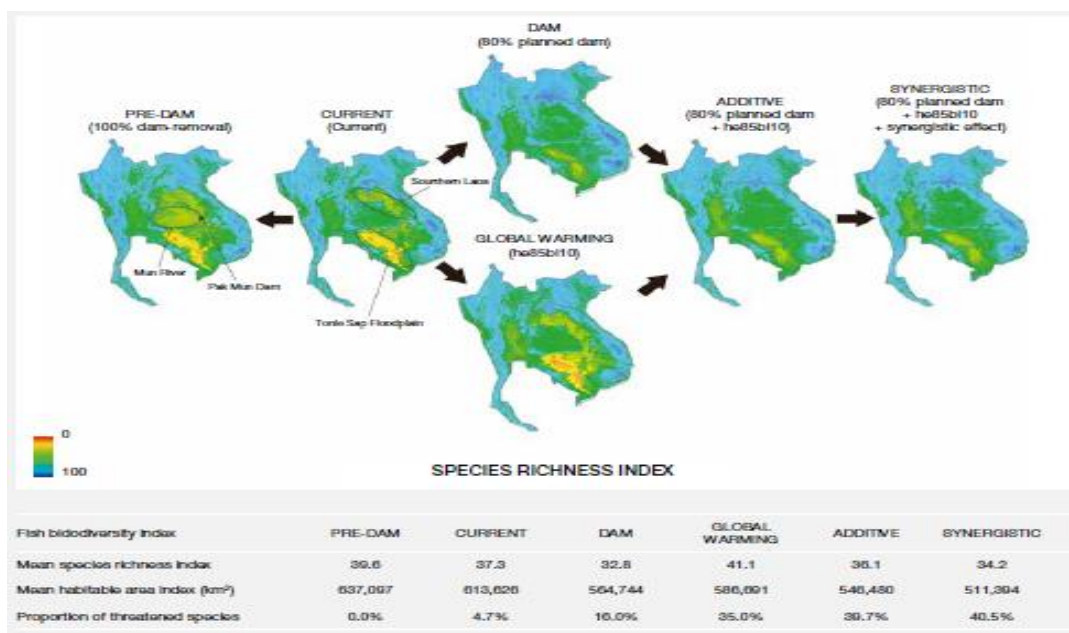 DAM
(80% planned dam)
PRE-DAM
(100% dam-removal)
CURRENT
(Current)
ADDITIVE
(80% planned dam
+ he85bl10)
SYNERGISTIC
(80% planned dam
+ he85bl10
+ synergistic effect)
Sourthern Laos
GLOBAL WARMING
(he85bl10)
Mun River
Pak Mun Dam
Tonle Sap Floodplain
0
100
SPECIES RICHNESS INDEX
Fish bidodiversity index PRE-DAM CURRENT DAM GLOBAL WARMING ADDITIVE SYNERGISTIC
Mean species richness index 39.6 37.3 32.8 41.1 36.1 34.2
Mean habitable area index (km²) 637,097 613,626 564,744 586,691 546,480 511,394
Proportion of threatened species 0.0% 4.7% 16.0% 35.0% 39.7% 40.5%